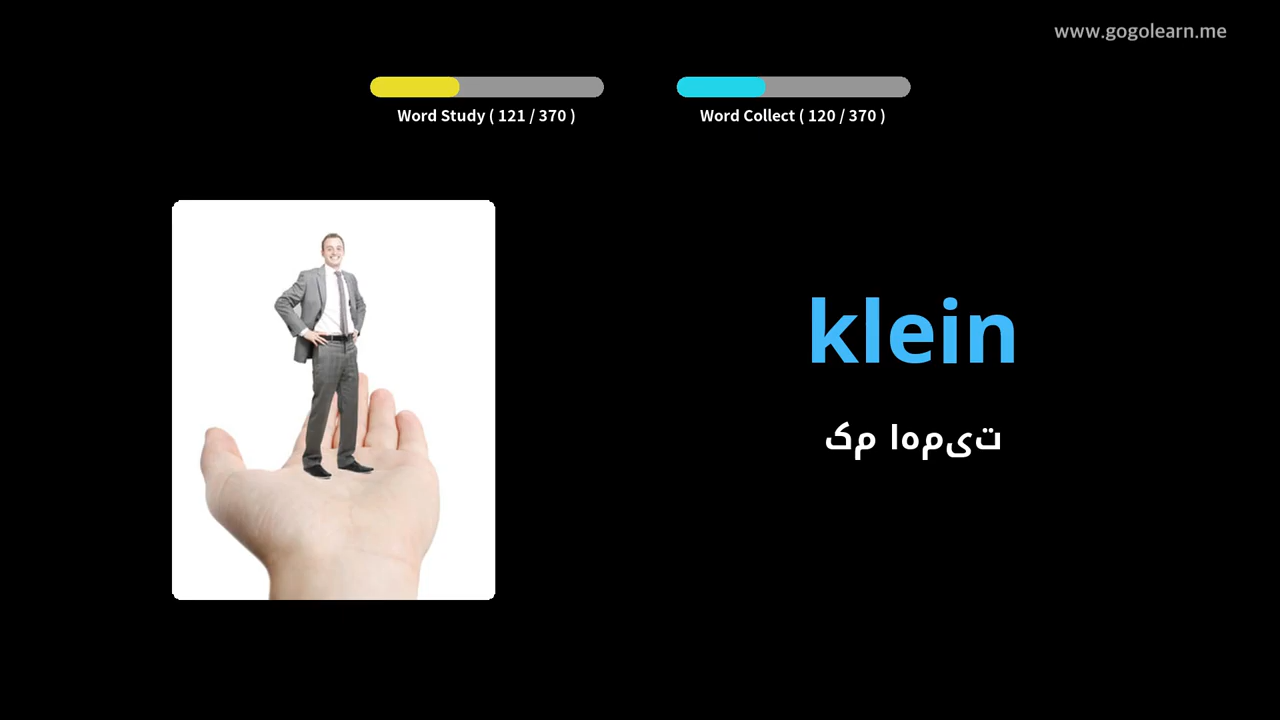 www.gogolearn.me
Word Study ( 121 / 370 )
Word Collect ( 120 / 370 )
klein
کم اهمیت